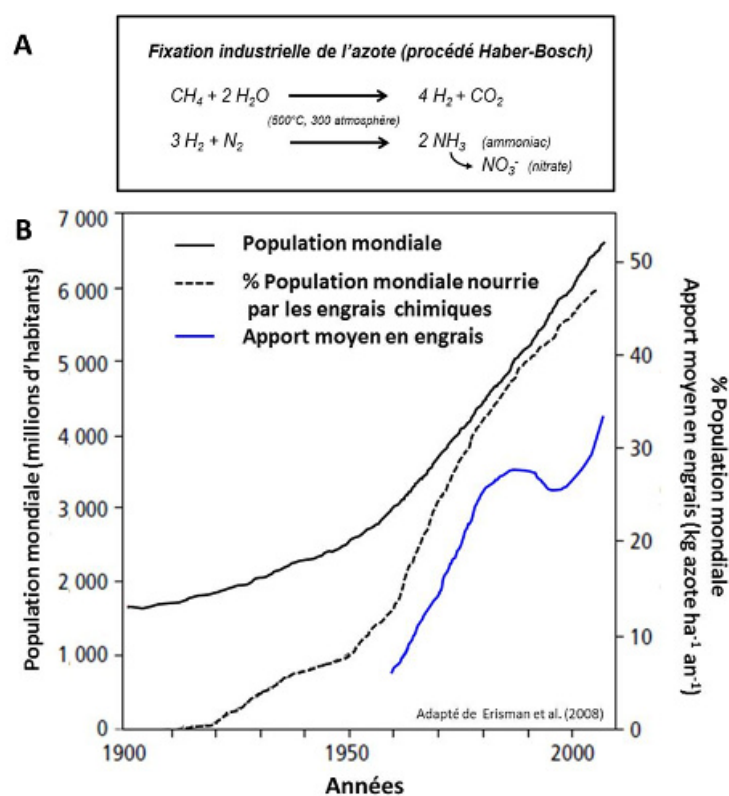 A
Fixation industrielle de l'azote (procédé Haber-Bosch)
CH₄ + 2 H₂O
4 H₂ + CO₂
(500°C, 300 atmosphère)
3 H₂ + N₂
2 NH₃ (ammoniac)
NO₃⁻ (nitrate)
B
Population mondiale
% Population mondiale nourrie
par les engrais chimiques
Apport moyen en engrais
Population mondiale (millions d'habitants)
7 000
6 000
5 000
4 000
3 000
2 000
1 000
0
50
40
30
20
10
0
% Population mondiale
Apport moyen en engrais (kg azote ha⁻¹ an⁻¹)
Adapté de Erisman et al. (2008)
1900
1950
2000
Années